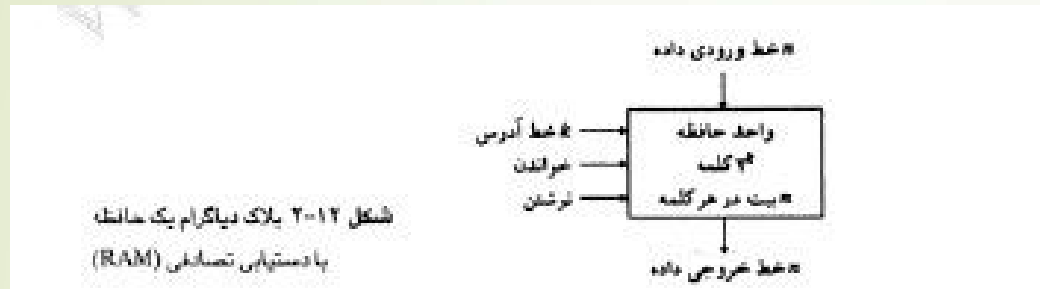 n خط ورودی داده
k خط آدرس
خواندن
نوشتن
واحد حافظه
2^k کلمه
n بیت در هر کلمه
n خط خروجی داده
شکل ۱۲-۲ بلاک دیاگرام یک حافظه
با دستیابی تصادفی (RAM)